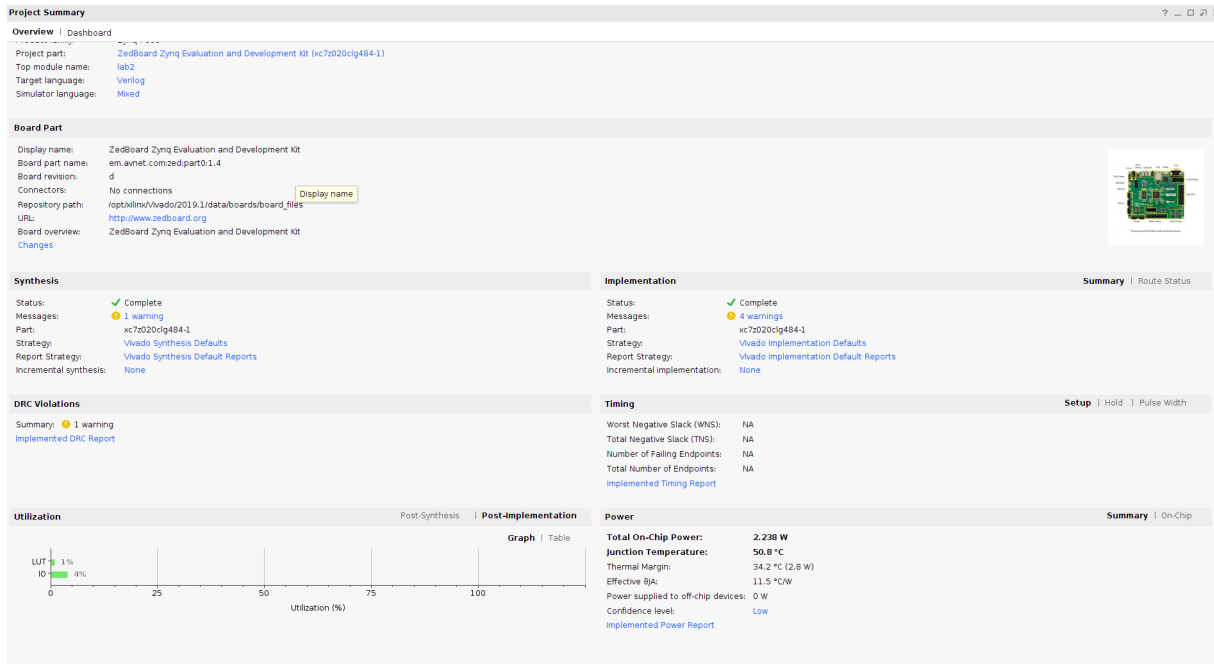 Project Summary
Overview | Dashboard
Project part: ZedBoard Zynq Evaluation and Development Kit (xc7z020clg484-1)
Top module name: lab2
Target language: Verilog
Simulator language: Mixed
Board Part
Display name: ZedBoard Zynq Evaluation and Development Kit
Board part name: em.avnet.com:zed:part0:1.4
Board revision: d
Connectors: No connections
Display name
Repository path: /opt/xilinx/Vivado/2019.1/data/boards/board_files
URL: http://www.zedboard.org
Board overview: ZedBoard Zynq Evaluation and Development Kit
Changes
Synthesis
Status: Complete
Messages: 1 warning
Part: xc7z020clg484-1
Strategy: Vivado Synthesis Defaults
Report Strategy: Vivado Synthesis Default Reports
Incremental synthesis: None
Implementation Summary | Route Status
Status: Complete
Messages: 4 warnings
Part: xc7z020clg484-1
Strategy: Vivado Implementation Defaults
Report Strategy: Vivado Implementation Default Reports
Incremental implementation: None
DRC Violations
Summary: 1 warning
Implemented DRC Report
Timing Setup | Hold | Pulse Width
Worst Negative Slack (WNS): NA
Total Negative Slack (TNS): NA
Number of Failing Endpoints: NA
Total Number of Endpoints: NA
Implemented Timing Report
Utilization Post-Synthesis | Post-Implementation
Graph | Table
LUT 1%
IO 4%
0 25 50 75 100
Utilization (%)
Power Summary | On-Chip
Total On-Chip Power: 2.238 W
Junction Temperature: 50.8 °C
Thermal Margin: 34.2 °C (2.8 W)
Effective θJA: 11.5 °C/W
Power supplied to off-chip devices: 0 W
Confidence level: Low
Implemented Power Report